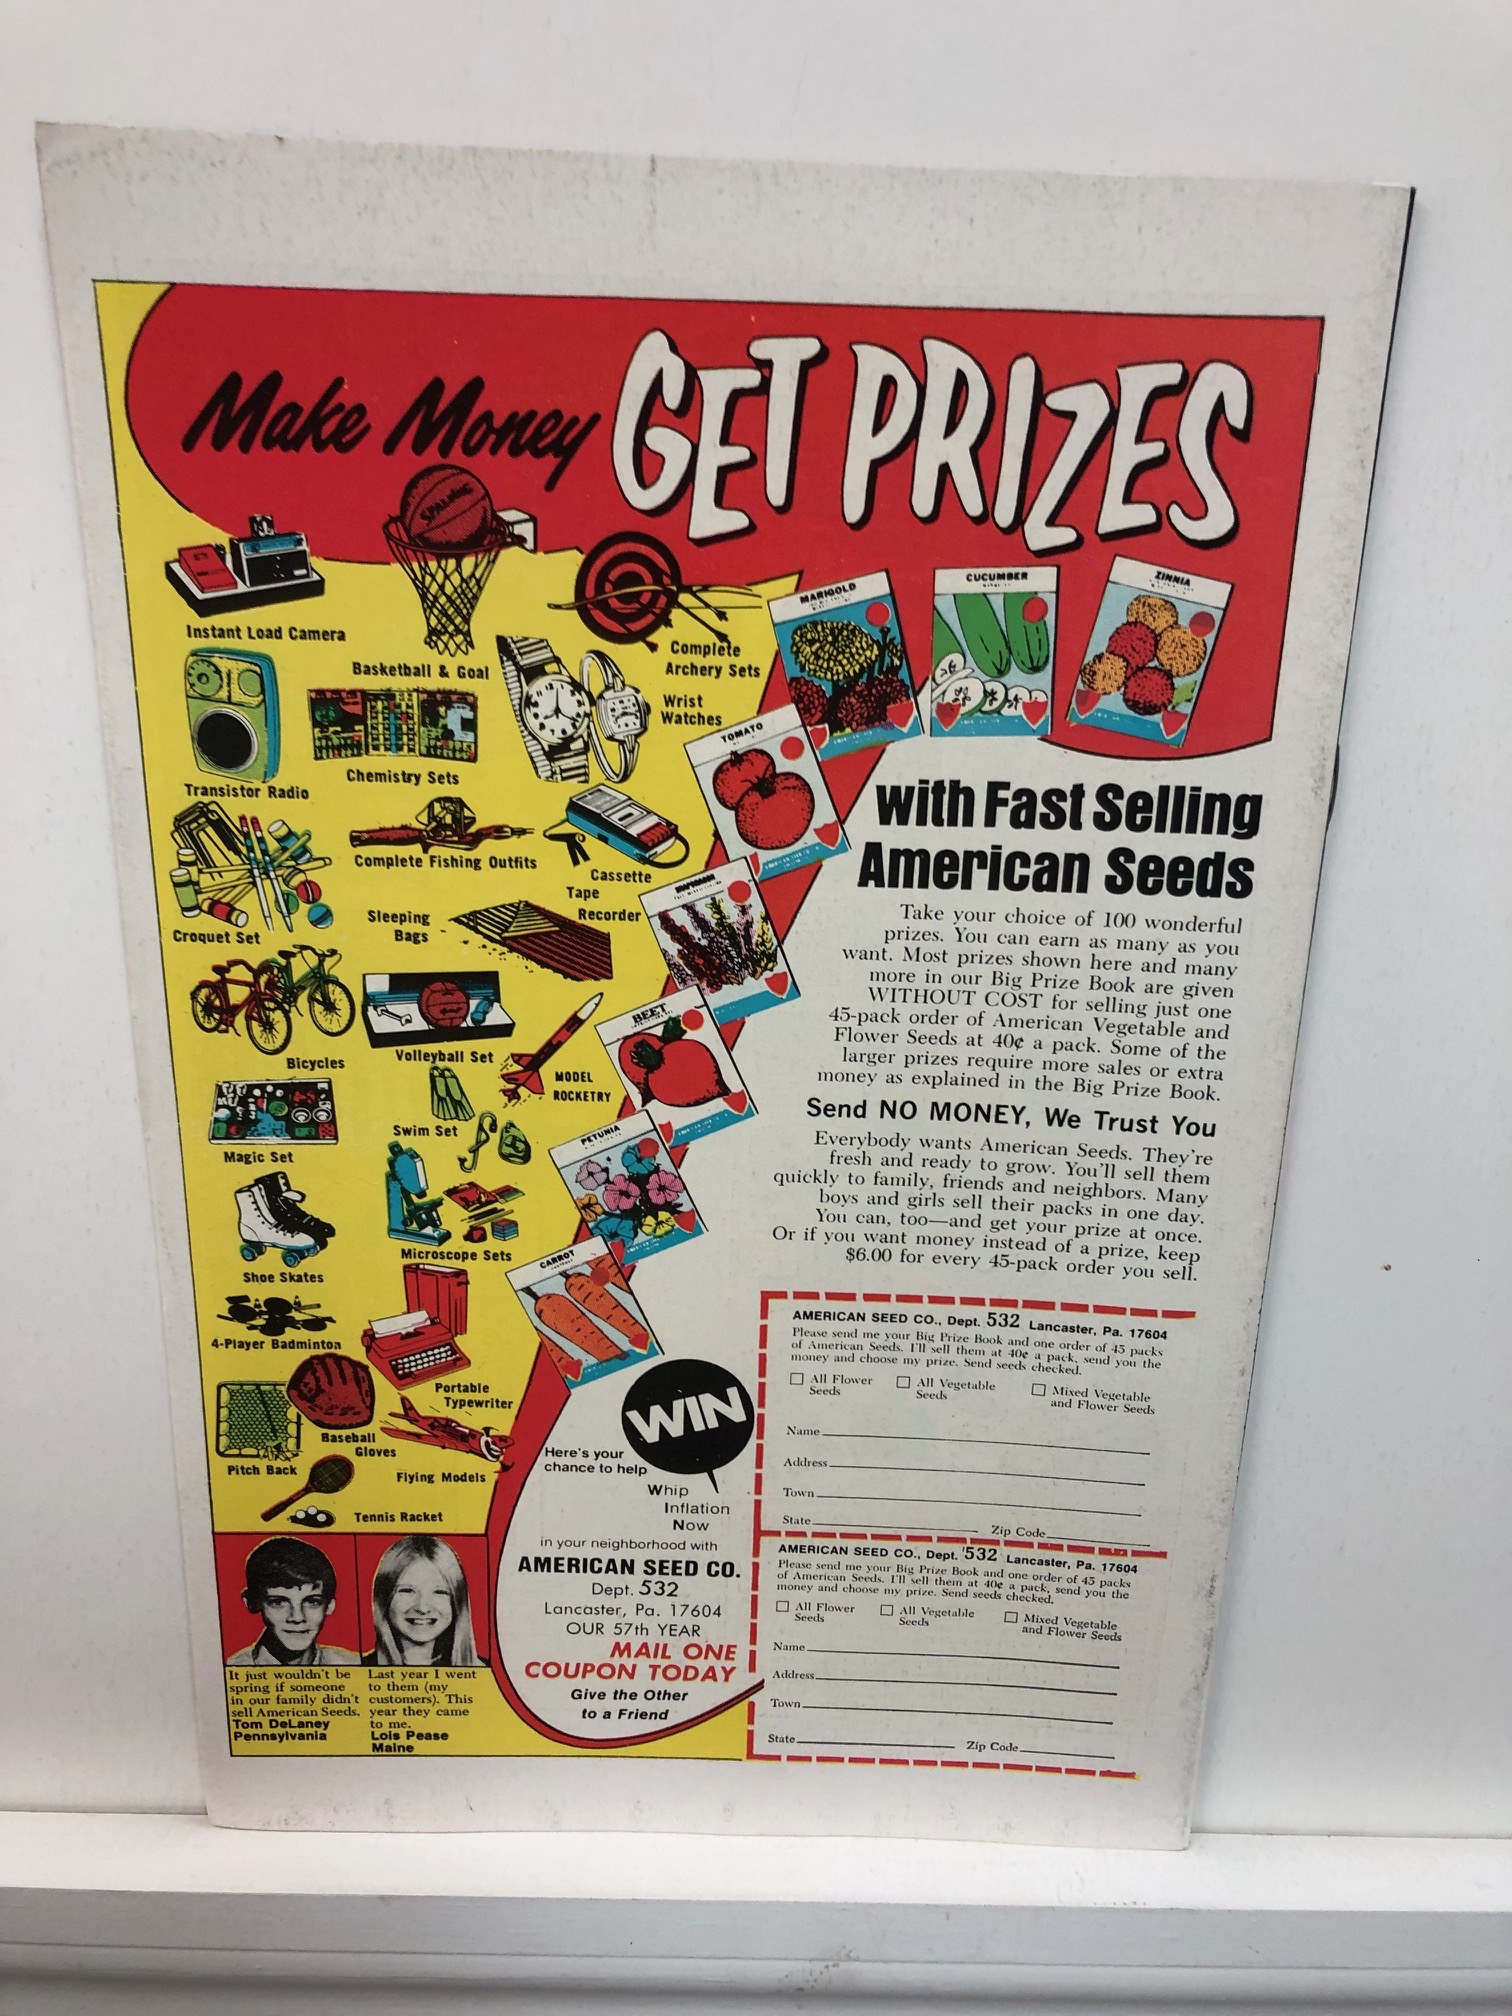 Make Money GET PRIZES
SPALDING
Instant Load Camera
Basketball & Goal
Complete
Archery Sets
Wrist
Watches
Transistor Radio
Chemistry Sets
Complete Fishing Outfits
Cassette
Tape
Recorder
Croquet Set
Sleeping
Bags
Bicycles
Volleyball Set
MODEL
ROCKETRY
Magic Set
Swim Set
Shoe Skates
Microscope Sets
4-Player Badminton
Portable
Typewriter
Pitch Back
Baseball
Gloves
Flying Models
Tennis Racket
MARIGOLD
CUCUMBER
ZINNIA
TOMATO
SNAPDRAGON
BEET
PETUNIA
CARROT
with Fast Selling
American Seeds
Take your choice of 100 wonderful
prizes. You can earn as many as you
want. Most prizes shown here and many
more in our Big Prize Book are given
WITHOUT COST for selling just one
45-pack order of American Vegetable and
Flower Seeds at 40¢ a pack. Some of the
larger prizes require more sales or extra
money as explained in the Big Prize Book.
Send NO MONEY, We Trust You
Everybody wants American Seeds. They're
fresh and ready to grow. You'll sell them
quickly to family, friends and neighbors. Many
boys and girls sell their packs in one day.
You can, too—and get your prize at once.
Or if you want money instead of a prize, keep
$6.00 for every 45-pack order you sell.
WIN
Here's your
chance to help
Whip
Inflation
Now
in your neighborhood with
AMERICAN SEED CO.
Dept. 532
Lancaster, Pa. 17604
OUR 57th YEAR
MAIL ONE
COUPON TODAY
Give the Other
to a Friend
It just wouldn't be
spring if someone
in our family didn't
sell American Seeds.
Tom DeLaney
Pennsylvania
Last year I went
to them (my
customers). This
year they came
to me.
Lois Pease
Maine
AMERICAN SEED CO., Dept. 532 Lancaster, Pa. 17604
Please send me your Big Prize Book and one order of 45 packs
of American Seeds. I'll sell them at 40¢ a pack, send you the
money and choose my prize. Send seeds checked.
All Flower
Seeds
All Vegetable
Seeds
Mixed Vegetable
and Flower Seeds
Name
Address
Town
State Zip Code
AMERICAN SEED CO., Dept. 532 Lancaster, Pa. 17604
Please send me your Big Prize Book and one order of 45 packs
of American Seeds. I'll sell them at 40¢ a pack, send you the
money and choose my prize. Send seeds checked.
All Flower
Seeds
All Vegetable
Seeds
Mixed Vegetable
and Flower Seeds
Name
Address
Town
State Zip Code